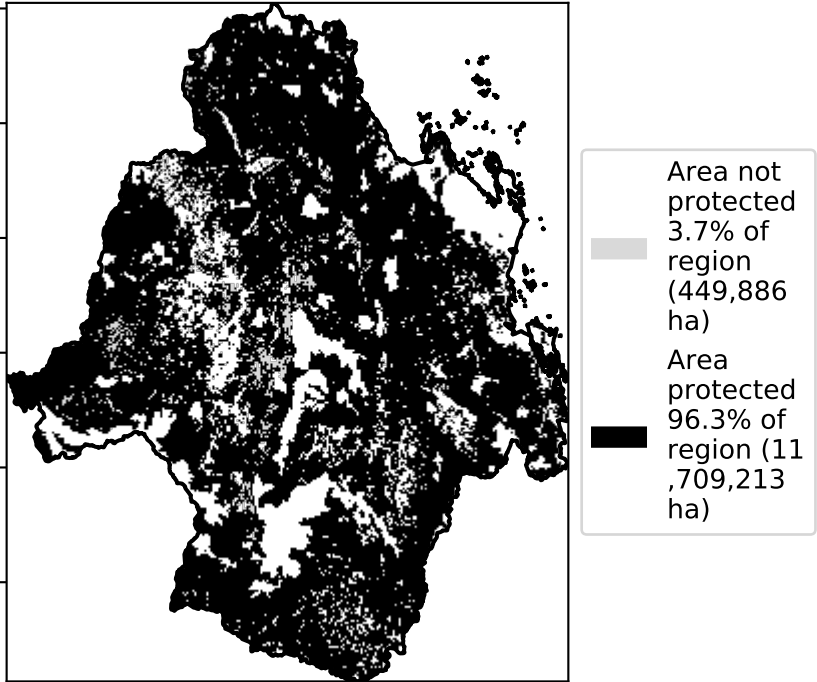 Area not
protected
3.7% of
region
(449,886
ha)
Area
protected
96.3% of
region (11
,709,213
ha)